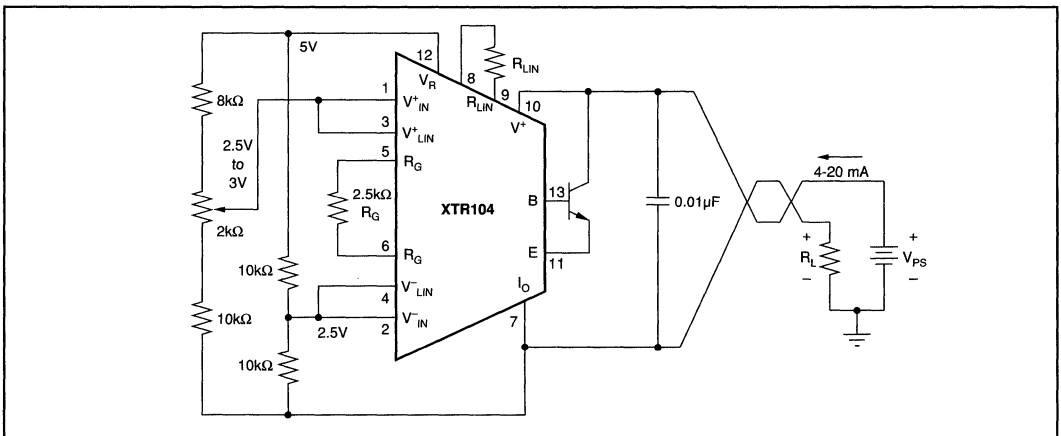 5V
12
V_R
8
R_LIN
9
R_LIN
10
V⁺
8kΩ
1
V⁺_IN
3
V⁺_LIN
2.5V
to
3V
5
R_G
2.5kΩ
R_G
XTR104
B
13
0.01µF
4-20 mA
2kΩ
6
R_G
E
11
+
R_L
−
+
V_PS
−
10kΩ
I_O
7
V⁻_LIN
4
V⁻_IN
2
2.5V
10kΩ
10kΩ